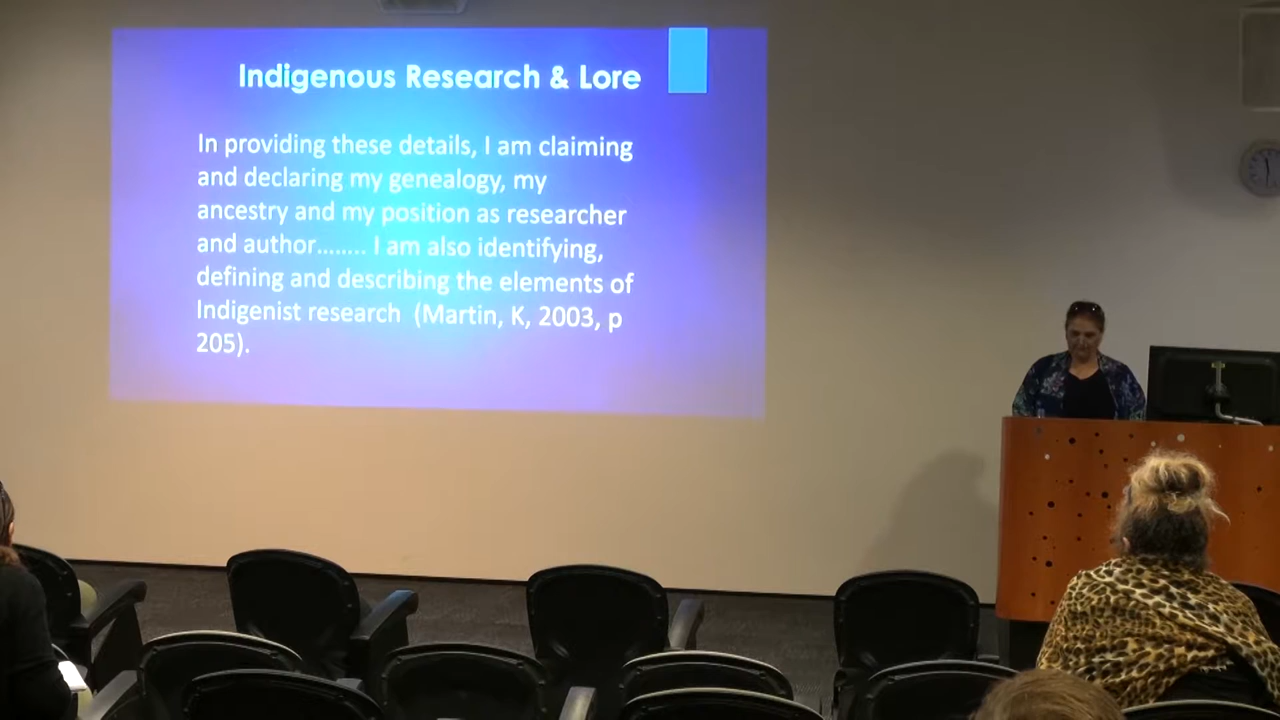 Indigenous Research & Lore
In providing these details, I am claiming
and declaring my genealogy, my
ancestry and my position as researcher
and author........ I am also identifying,
defining and describing the elements of
Indigenist research (Martin, K, 2003, p
205).